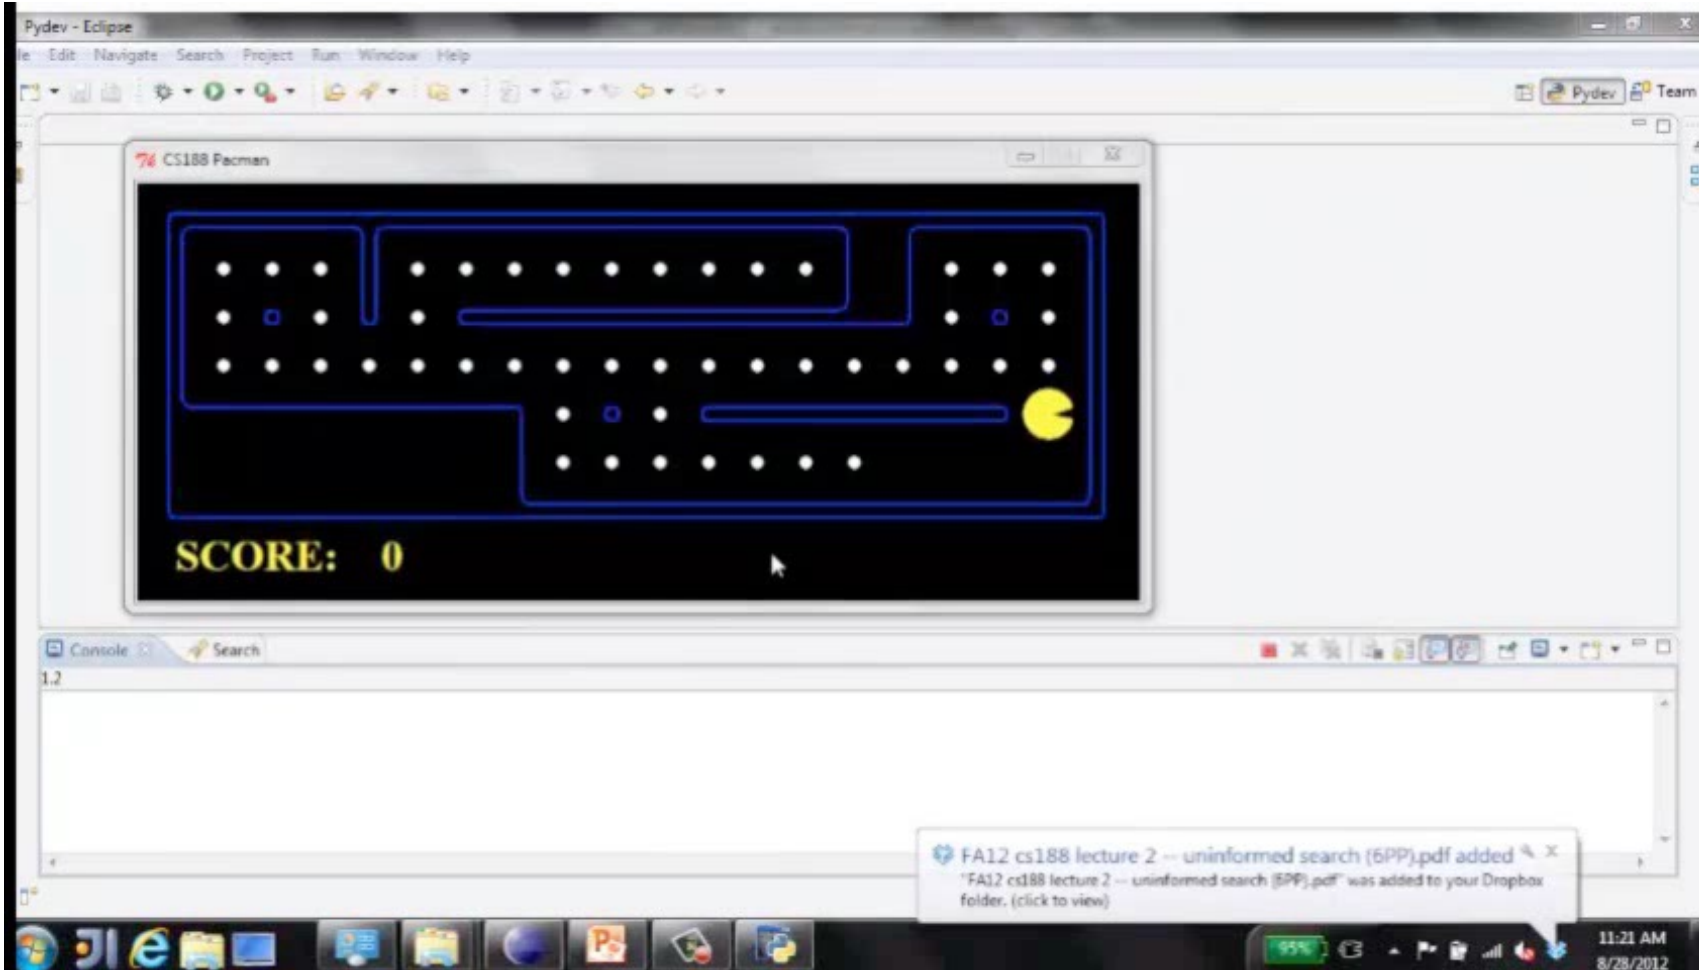 Pydev - Eclipse
le Edit Navigate Search Project Run Window Help
Pydev Team
CS188 Pacman
SCORE: 0
Console Search
1.2
FA12 cs188 lecture 2 -- uninformed search (6PP).pdf added
"FA12 cs188 lecture 2 -- uninformed search (6PP).pdf" was added to your Dropbox
folder. (click to view)
95%
11:21 AM
8/28/2012